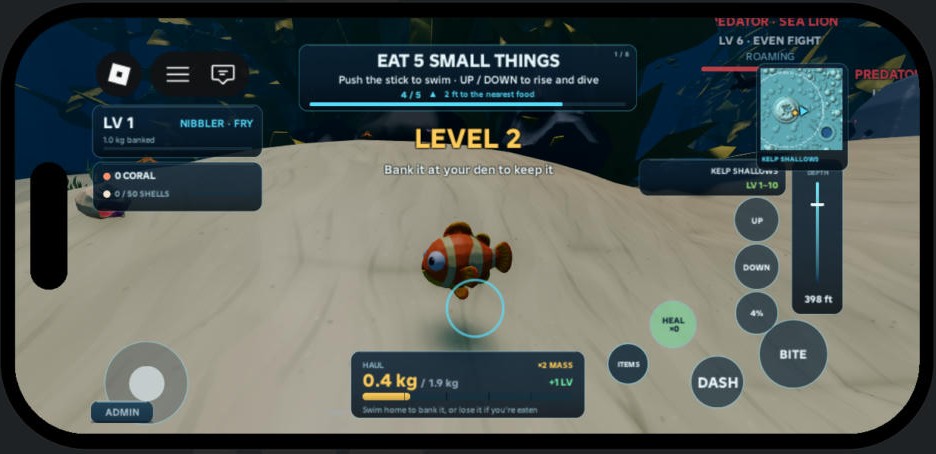 EDATOR · SEA LION
LV 6 · EVEN FIGHT
ROAMING
PREDATO
EAT 5 SMALL THINGS
1 / 8
Push the stick to swim · UP / DOWN to rise and dive
4 / 5 ▲ 2 ft to the nearest food
LV 1
NIBBLER · FRY
1.0 kg banked
0 CORAL
0 / 50 SHELLS
LEVEL 2
Bank it at your den to keep it
KELP SHALLOWS
KELP SHALLOWS
LV 1-10
DEPTH
398 ft
UP
DOWN
4%
HEAL
×0
ITEMS
DASH
BITE
HAUL
×2 MASS
0.4 kg / 1.9 kg
+1 LV
Swim home to bank it, or lose it if you're eaten
ADMIN